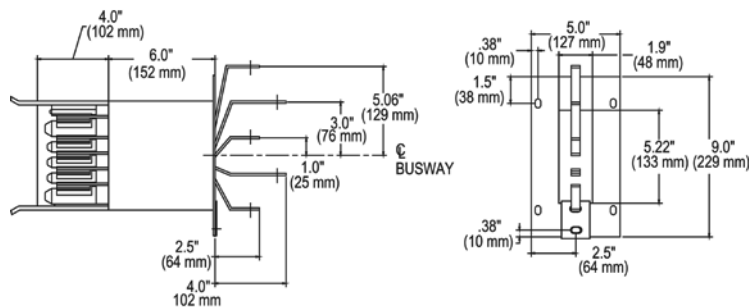 4.0"
(102 mm)
6.0"
(152 mm)
5.06"
(129 mm)
3.0"
(76 mm)
1.0"
(25 mm)
℄
BUSWAY
2.5"
(64 mm)
4.0"
102 mm
5.0"
(127 mm)
.38"
(10 mm)
1.9"
(48 mm)
1.5"
(38 mm)
5.22"
(133 mm)
9.0"
(229 mm)
.38"
(10 mm)
2.5"
(64 mm)